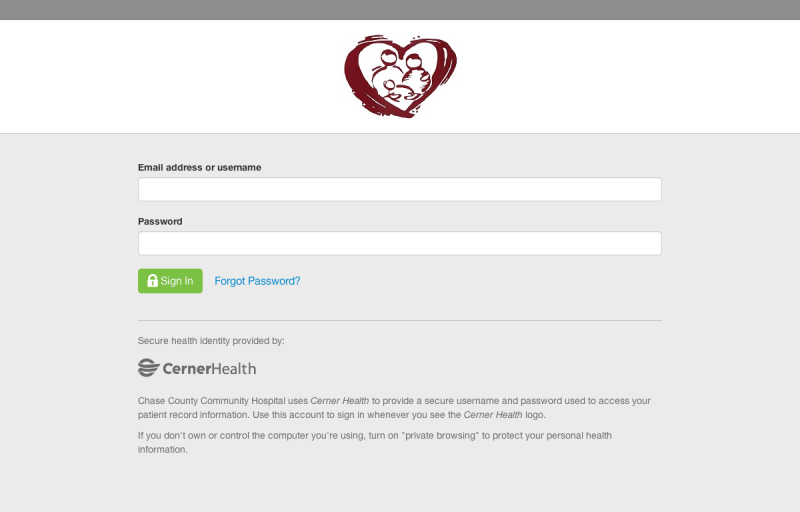 Email address or username
Password
Sign In
Forgot Password?
Secure health identity provided by:
CernerHealth
Chase County Community Hospital uses Cerner Health to provide a secure username and password used to access your
patient record information. Use this account to sign in whenever you see the Cerner Health logo.
If you don't own or control the computer you're using, turn on "private browsing" to protect your personal health
information.